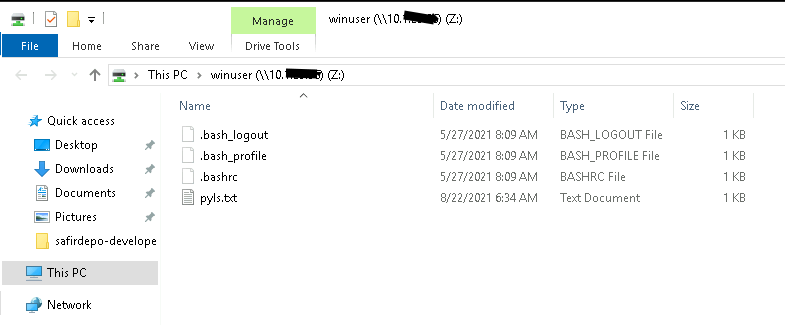 Manage
winuser (\\10. ) (Z:)
File
Home
Share
View
Drive Tools
This PC
winuser (\\10. ) (Z:)
Name
Date modified
Type
Size
Quick access
Desktop
Downloads
Documents
Pictures
safirdepo-develope
This PC
Network
.bash_logout 5/27/2021 8:09 AM BASH_LOGOUT File 1 KB
.bash_profile 5/27/2021 8:09 AM BASH_PROFILE File 1 KB
.bashrc 5/27/2021 8:09 AM BASHRC File 1 KB
pyls.txt 8/22/2021 6:34 AM Text Document 1 KB